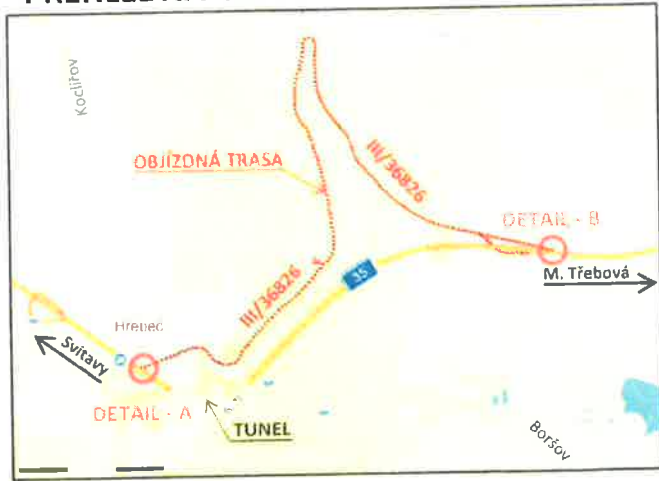 Koclířov
OBJÍZDNÁ TRASA
III/36826
DETAIL - B
35
M. Třebová
III/36826
Hřebeč
Svitavy
DETAIL - A
TUNEL
Boršov